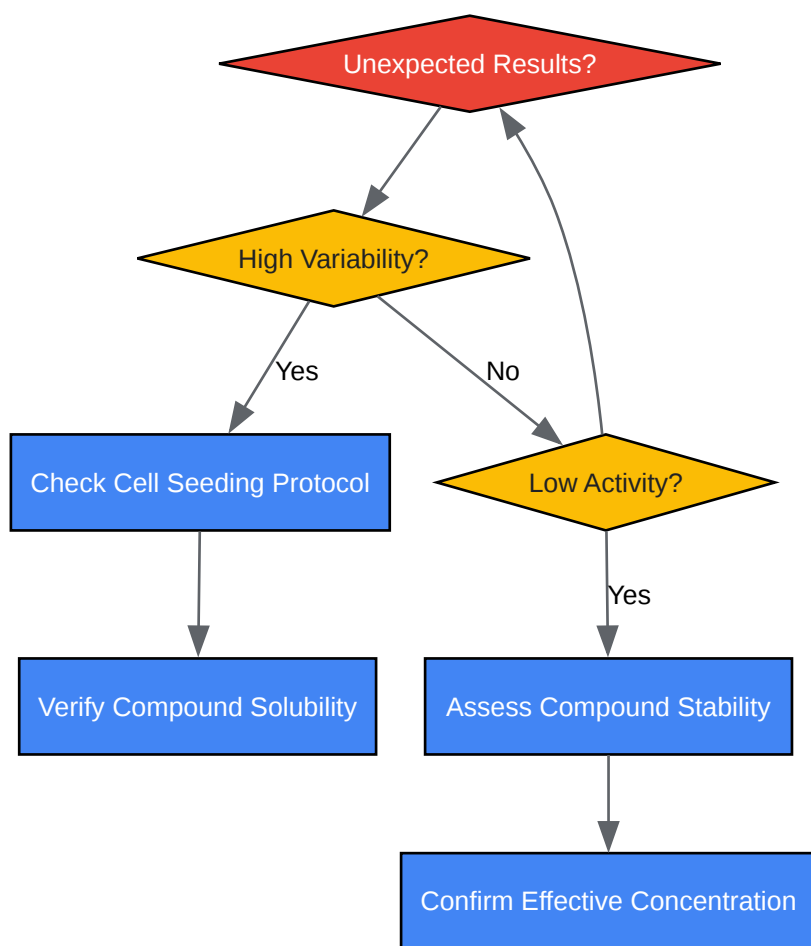 Unexpected Results?
High Variability?
Yes
No
Check Cell Seeding Protocol
Low Activity?
Yes
Verify Compound Solubility
Assess Compound Stability
Confirm Effective Concentration